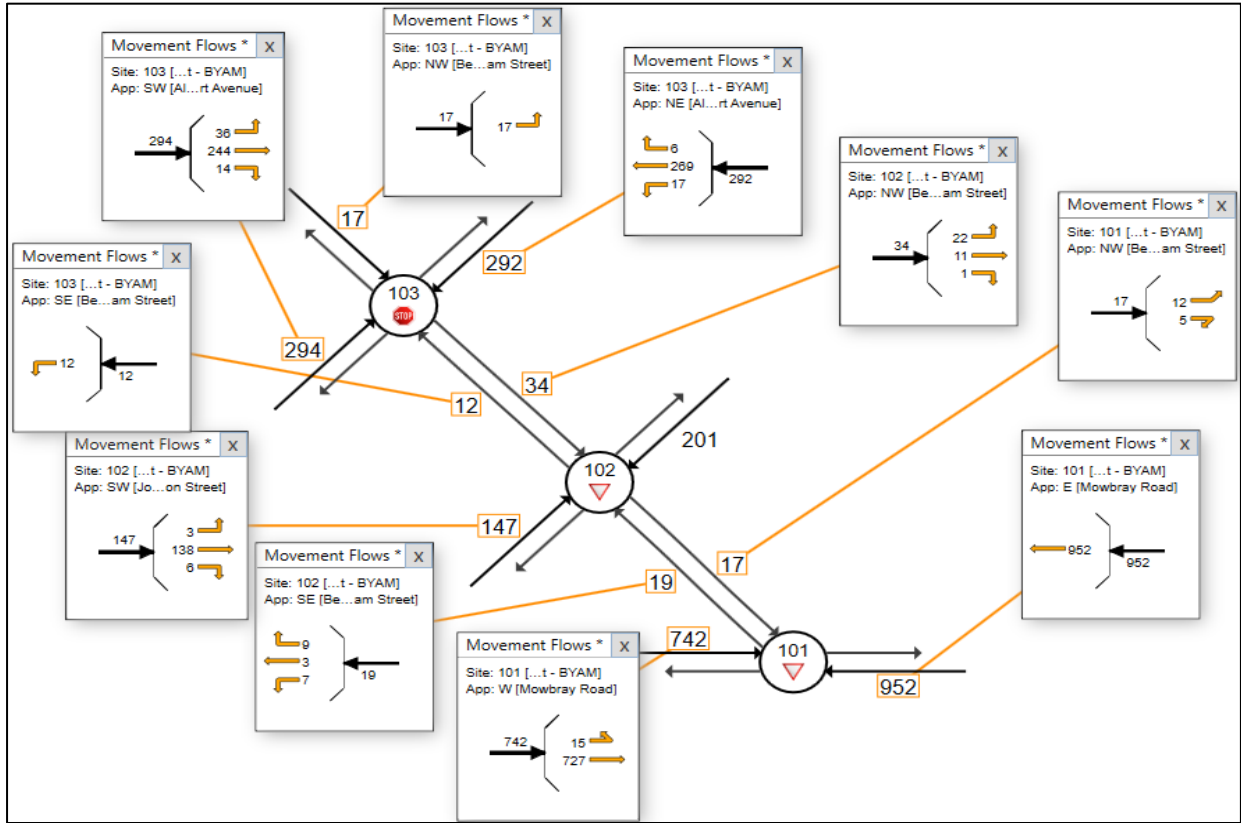 Movement Flows * X
Site: 103 [...t - BYAM]
App: SW [Al...rt Avenue]
294
36
244
14
Movement Flows * X
Site: 103 [...t - BYAM]
App: NW [Be...am Street]
17
17
Movement Flows * X
Site: 103 [...t - BYAM]
App: NE [Al...rt Avenue]
6
269
17
292
Movement Flows * X
Site: 102 [...t - BYAM]
App: NW [Be...am Street]
34
22
11
1
Movement Flows * X
Site: 101 [...t - BYAM]
App: NW [Be...am Street]
17
12
5
Movement Flows * X
Site: 103 [...t - BYAM]
App: SE [Be...am Street]
12
12
Movement Flows * X
Site: 102 [...t - BYAM]
App: SW [Jo...on Street]
147
3
138
6
Movement Flows * X
Site: 102 [...t - BYAM]
App: SE [Be...am Street]
9
3
7
19
Movement Flows * X
Site: 101 [...t - BYAM]
App: W [Mowbray Road]
742
15
727
Movement Flows * X
Site: 101 [...t - BYAM]
App: E [Mowbray Road]
952
952
17
292
103
STOP
294
34
12
201
102
147
17
19
742
101
952